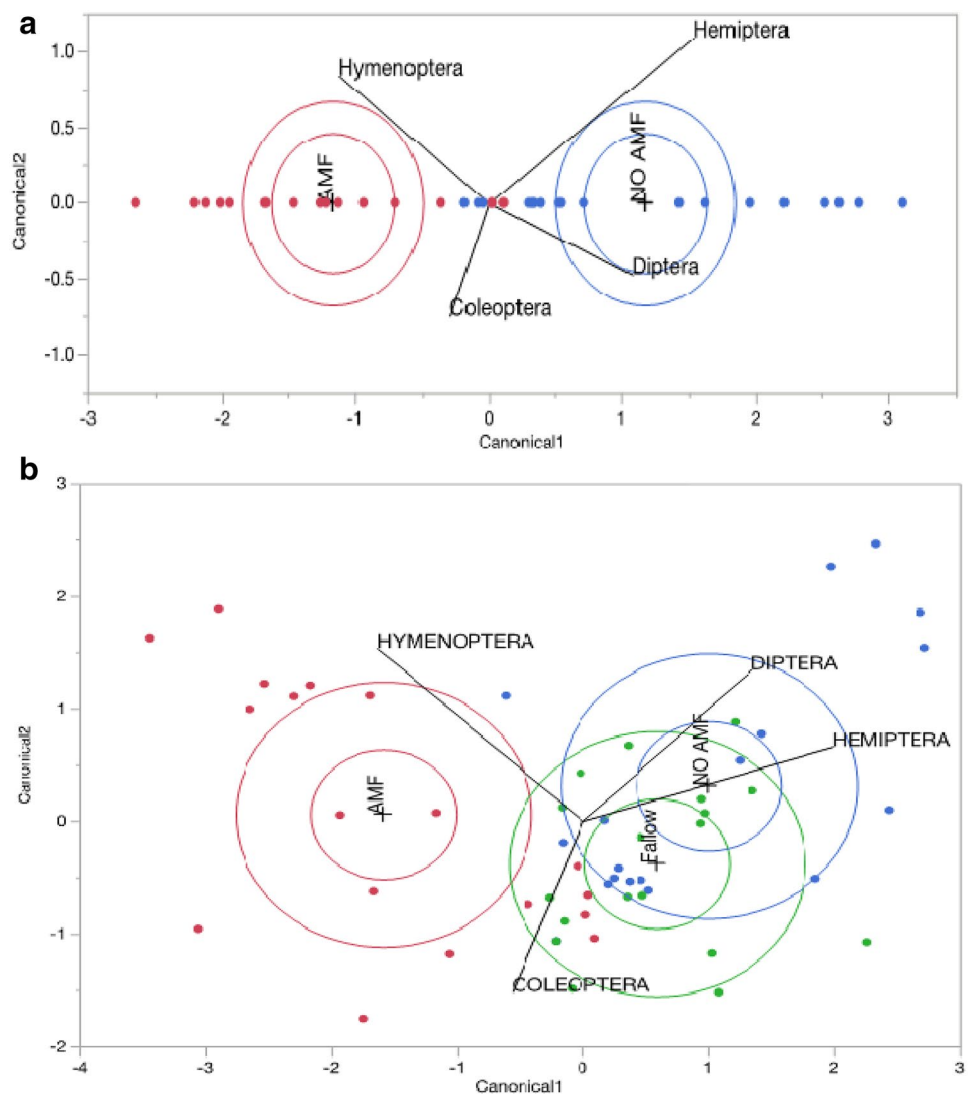 a
Hemiptera
1.0
Hymenoptera
0.5
AMF
NO AMF
Canonical2
0.0
Diptera
-0.5
Coleoptera
-1.0
-3 -2 -1 0 1 2 3
Canonical1
b
3
2
HYMENOPTERA
DIPTERA
1
NO AMF
HEMIPTERA
Canonical2
AMF
0
Fallow
-1
COLEOPTERA
-2
-4 -3 -2 -1 0 1 2 3
Canonical1